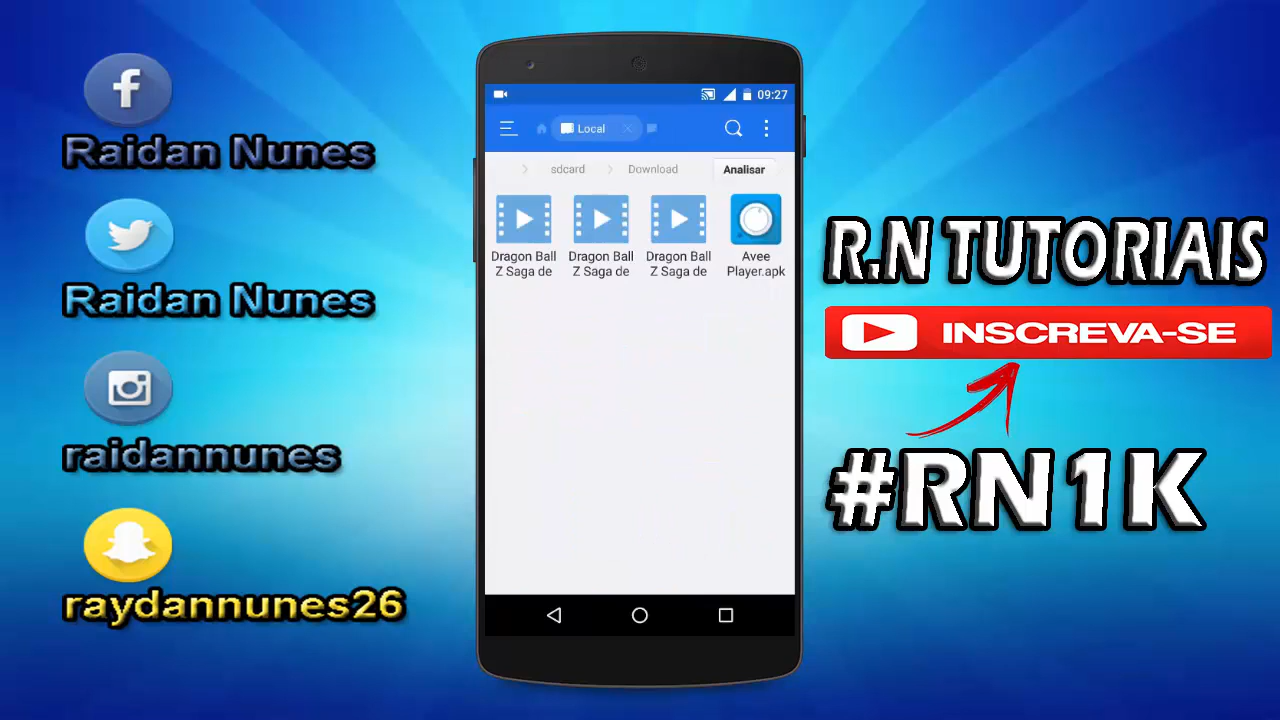 Raidan Nunes
Raidan Nunes
raidannunes
raydannunes26
09:27
Local
sdcard
Download
Analisar
Dragon Ball
Z Saga de
Dragon Ball
Z Saga de
Dragon Ball
Z Saga de
Avee
Player.apk
R.N TUTORIAIS
INSCREVA-SE
#RN1K